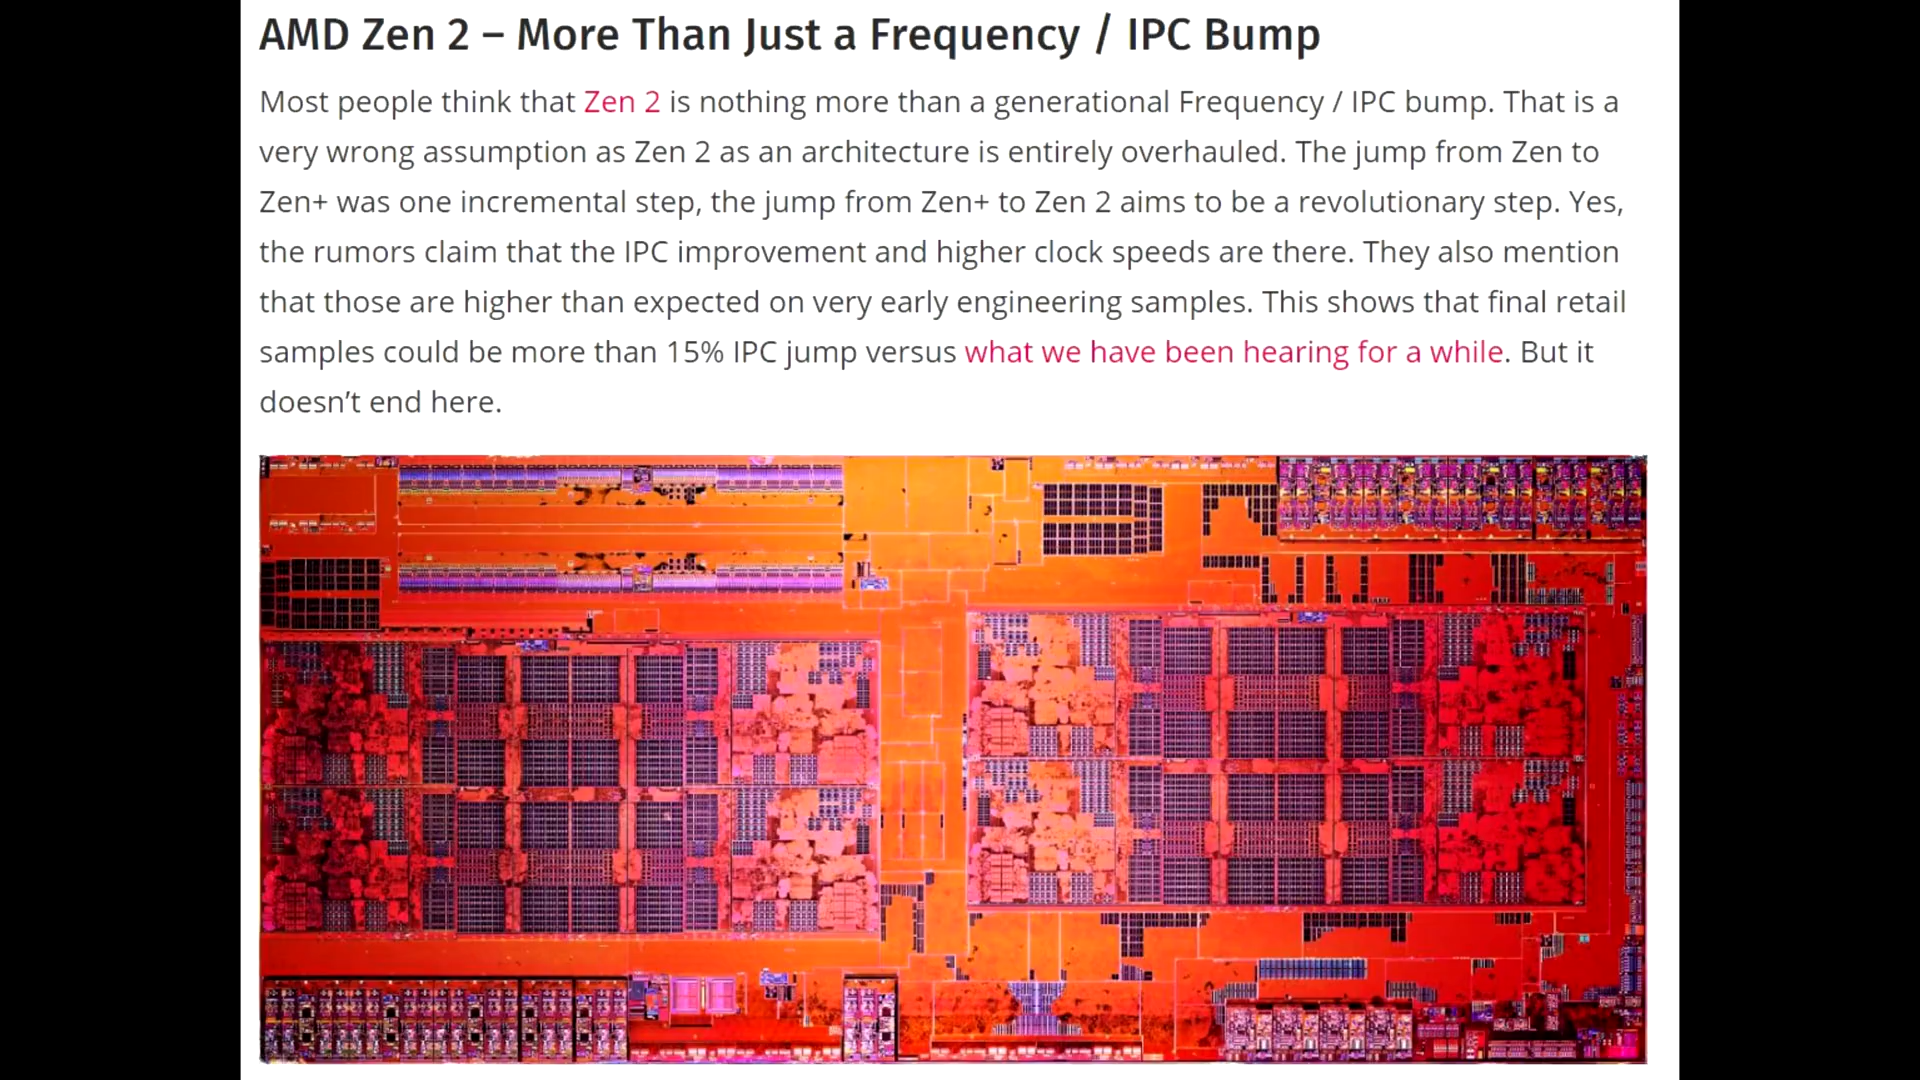 AMD Zen 2 – More Than Just a Frequency / IPC Bump
Most people think that Zen 2 is nothing more than a generational Frequency / IPC bump. That is a
very wrong assumption as Zen 2 as an architecture is entirely overhauled. The jump from Zen to
Zen+ was one incremental step, the jump from Zen+ to Zen 2 aims to be a revolutionary step. Yes,
the rumors claim that the IPC improvement and higher clock speeds are there. They also mention
that those are higher than expected on very early engineering samples. This shows that final retail
samples could be more than 15% IPC jump versus what we have been hearing for a while. But it
doesn’t end here.